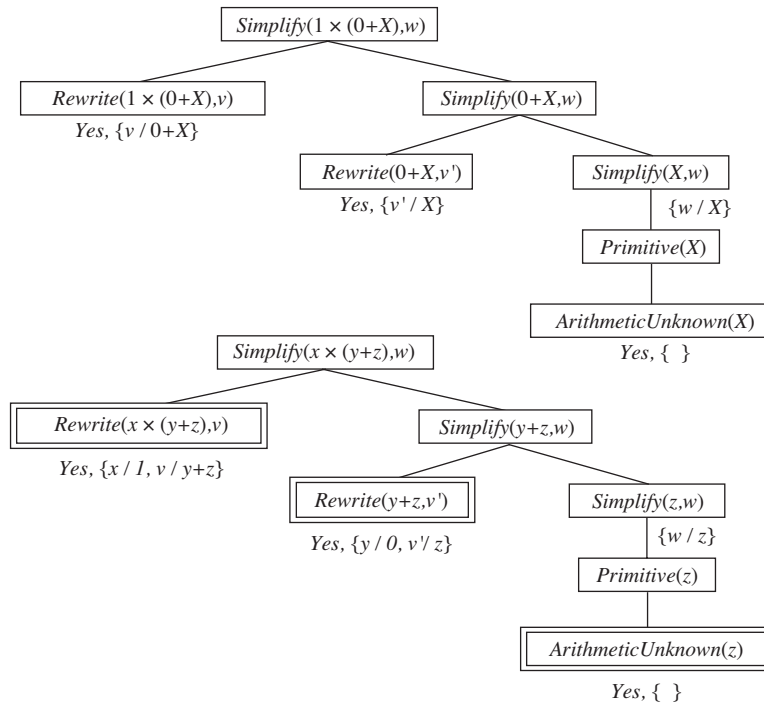 Simplify(1 × (0+X),w)
Rewrite(1 × (0+X),v)
Simplify(0+X,w)
Yes, {v / 0+X}
Rewrite(0+X,v')
Simplify(X,w)
Yes, {v' / X}
{w / X}
Primitive(X)
ArithmeticUnknown(X)
Yes, { }
Simplify(x × (y+z),w)
Rewrite(x × (y+z),v)
Simplify(y+z,w)
Yes, {x / 1, v / y+z}
Rewrite(y+z,v')
Simplify(z,w)
Yes, {y / 0, v'/ z}
{w / z}
Primitive(z)
ArithmeticUnknown(z)
Yes, { }